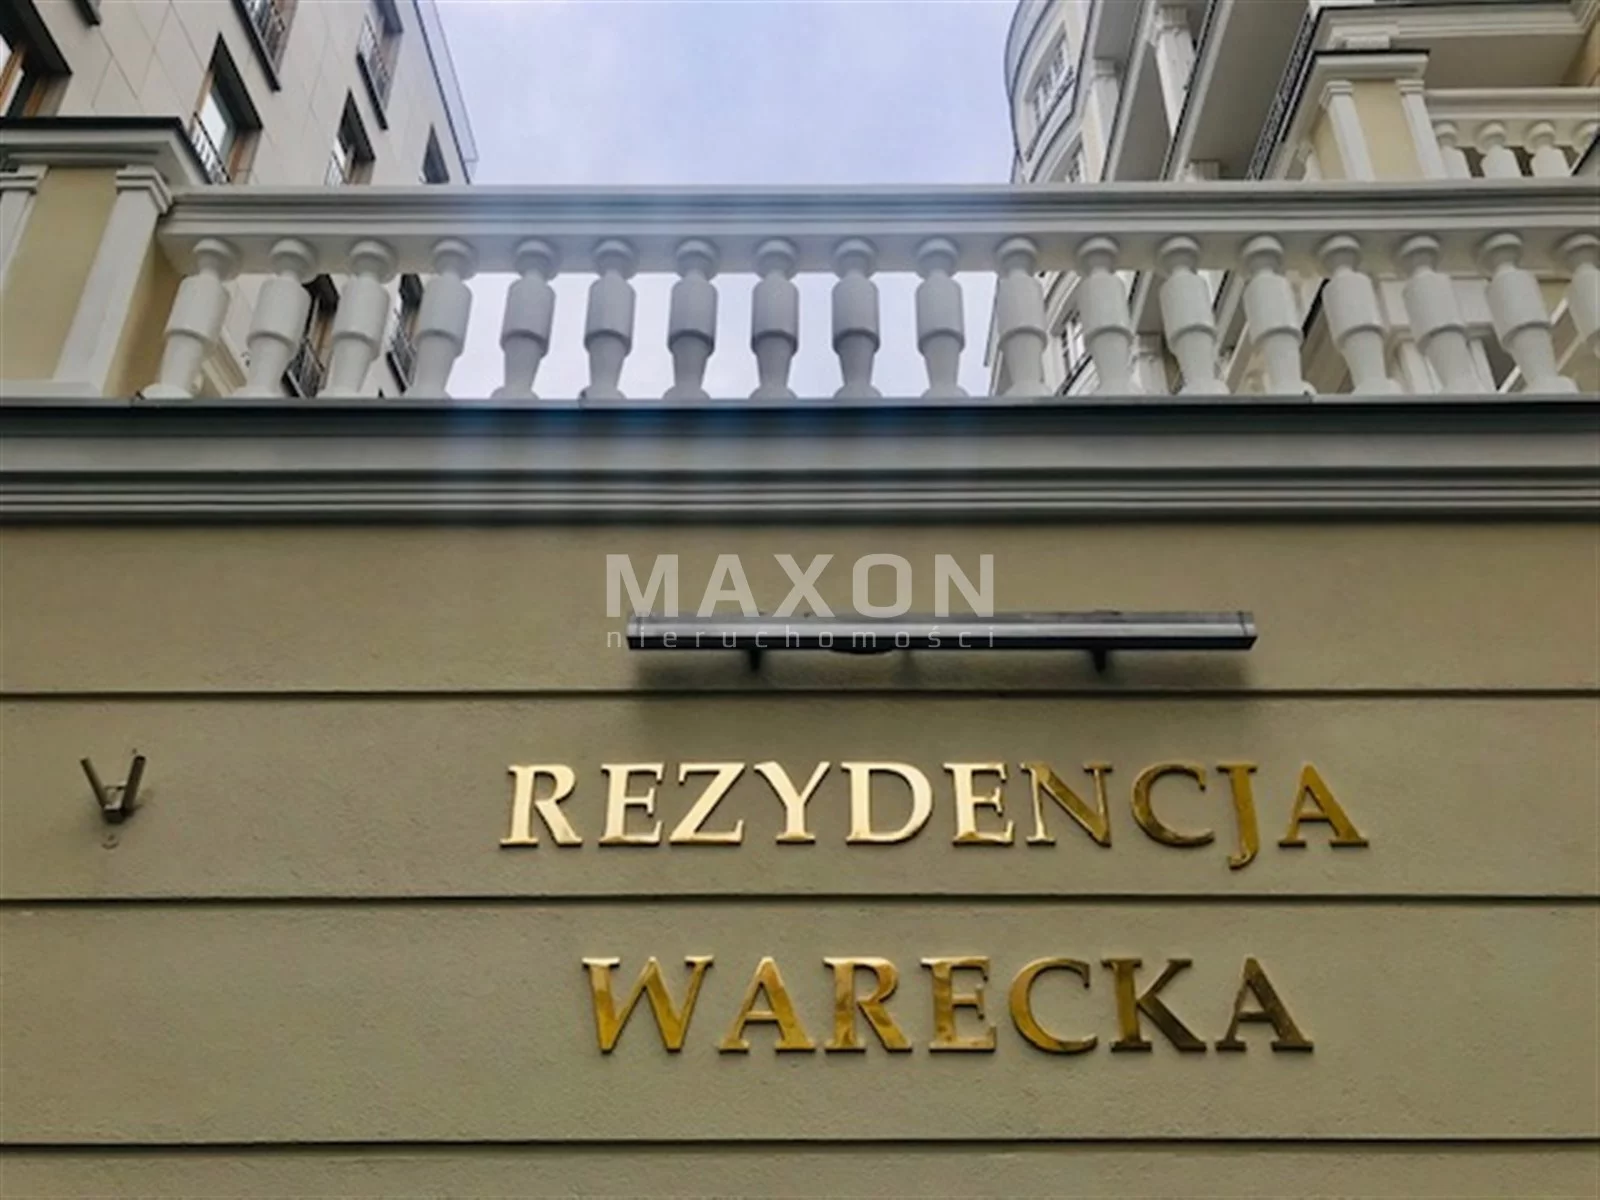 MAXON
nieruchomości
REZYDENCJA
WARECKA